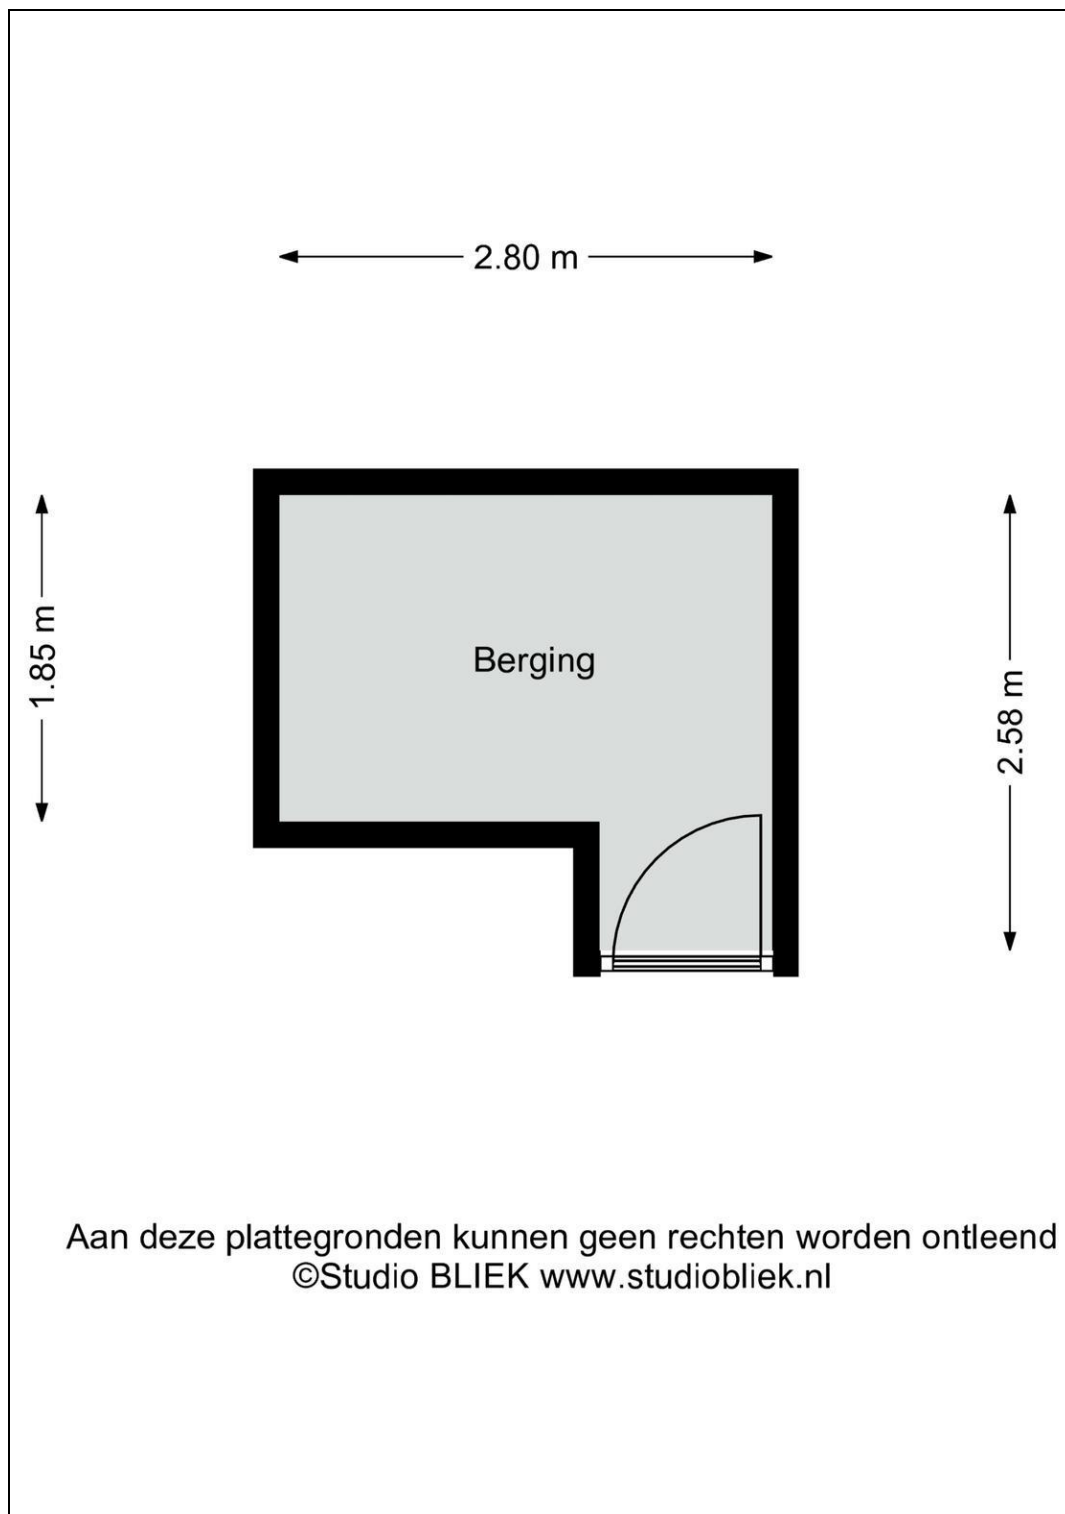 2.80 m
1.85 m
Berging
2.58 m
Aan deze plattegronden kunnen geen rechten worden ontleend
©Studio BLIEK www.studiobliek.nl